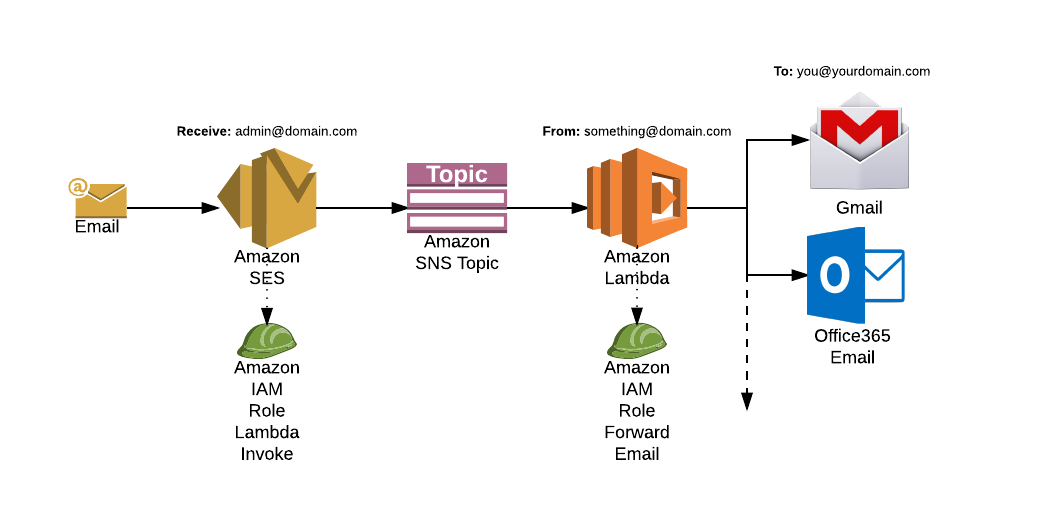 To: you@yourdomain.com
Receive: admin@domain.com
From: something@domain.com
@
Topic
Email
Amazon
SES
Amazon
SNS Topic
Amazon
Lambda
Gmail
O
Office365
Email
Amazon
IAM
Role
Lambda
Invoke
Amazon
IAM
Role
Forward
Email